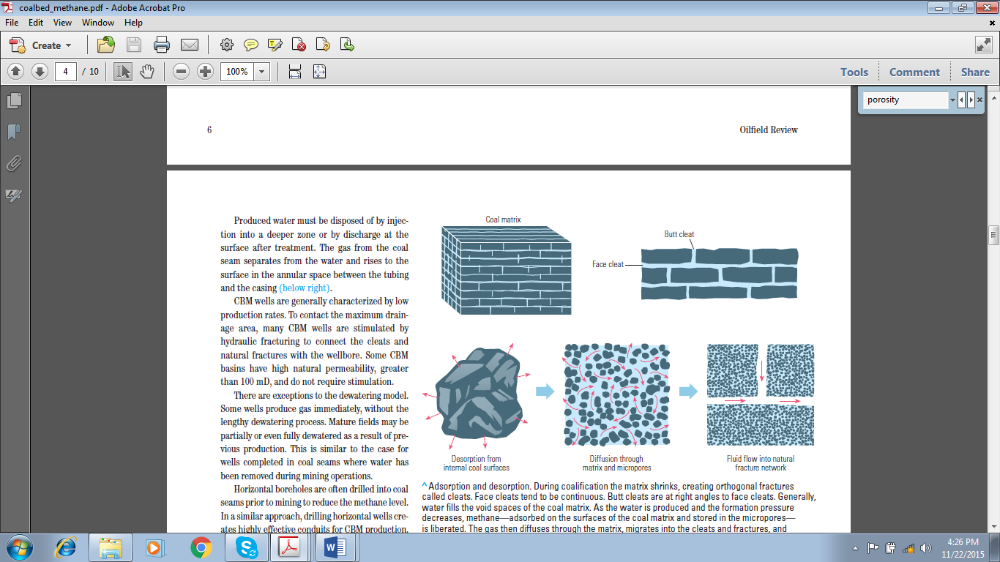 coalbed_methane.pdf - Adobe Acrobat Pro
File Edit View Window Help
Create
4 / 10
100%
Tools Comment Share
porosity
6
Oilfield Review
Produced water must be disposed of by injec-
tion into a deeper zone or by discharge at the
surface after treatment. The gas from the coal
seam separates from the water and rises to the
surface in the annular space between the tubing
and the casing (below right).
CBM wells are generally characterized by low
production rates. To contact the maximum drain-
age area, many CBM wells are stimulated by
hydraulic fracturing to connect the cleats and
natural fractures with the wellbore. Some CBM
basins have high natural permeability, greater
than 100 mD, and do not require stimulation.
There are exceptions to the dewatering model.
Some wells produce gas immediately, without the
lengthy dewatering process. Mature fields may be
partially or even fully dewatered as a result of pre-
vious production. This is similar to the case for
wells completed in coal seams where water has
been removed during mining operations.
Horizontal boreholes are often drilled into coal
seams prior to mining to reduce the methane level.
In a similar approach, drilling horizontal wells cre-
ates highly effective conduits for CBM production.
Coal matrix
Butt cleat
Face cleat
Desorption from
internal coal surfaces
Diffusion through
matrix and micropores
Fluid flow into natural
fracture network
^ Adsorption and desorption. During coalification the matrix shrinks, creating orthogonal fractures
called cleats. Face cleats tend to be continuous. Butt cleats are at right angles to face cleats. Generally,
water fills the void spaces of the coal matrix. As the water is produced and the formation pressure
decreases, methane—adsorbed on the surfaces of the coal matrix and stored in the micropores—
is liberated. The gas then diffuses through the matrix, migrates into the cleats and fractures, and
4:26 PM
11/22/2015